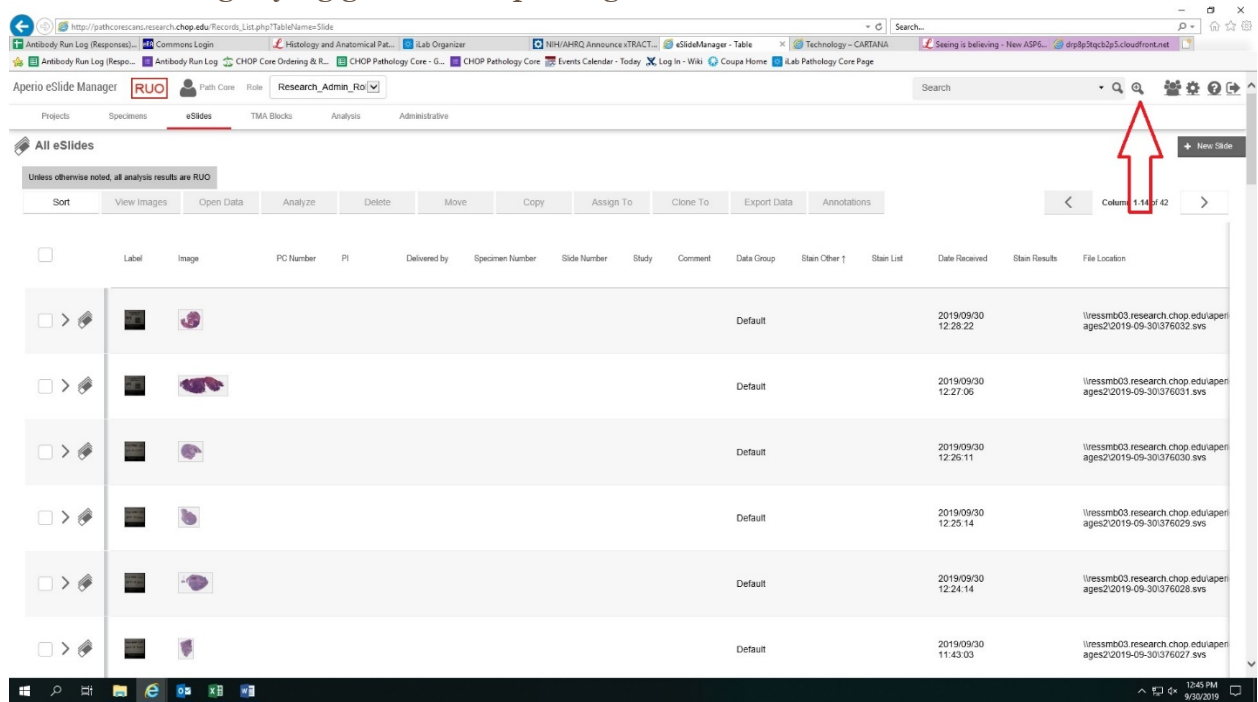 http://pathcorescans.research.chop.edu/Records_List.php?TableName=Slide
Search...
Antibody Run Log (Responses)... Commons Login Histology and Anatomical Pat... iLab Organizer NIH/AHRQ Announce xTRACT... eSlideManager - Table Technology – CARTANA Seeing is believing - New ASP6... drp8p5tqcb2p5.cloudfront.net
Antibody Run Log (Respo... Antibody Run Log CHOP Core Ordering & R... CHOP Pathology Core - G... CHOP Pathology Core Events Calendar - Today Log In - Wiki Coupa Home iLab Pathology Core Page
Aperio eSlide Manager RUO Path Core Role Research_Admin_Rol Search
Projects Specimens eSlides TMA Blocks Analysis Administrative
All eSlides + New Slide
Unless otherwise noted, all analysis results are RUO
Sort View Images Open Data Analyze Delete Move Copy Assign To Clone To Export Data Annotations Column 1-14 of 42
Label Image PC Number PI Delivered by Specimen Number Slide Number Study Comment Data Group Stain Other ↑ Stain List Date Received Stain Results File Location
Default 2019/09/30 \\ressmb03.research.chop.edu\aperi
12:28:22 ages2\2019-09-30\376032.svs
Default 2019/09/30 \\ressmb03.research.chop.edu\aperi
12:27:06 ages2\2019-09-30\376031.svs
Default 2019/09/30 \\ressmb03.research.chop.edu\aperi
12:26:11 ages2\2019-09-30\376030.svs
Default 2019/09/30 \\ressmb03.research.chop.edu\aperi
12:25:14 ages2\2019-09-30\376029.svs
Default 2019/09/30 \\ressmb03.research.chop.edu\aperi
12:24:14 ages2\2019-09-30\376028.svs
Default 2019/09/30 \\ressmb03.research.chop.edu\aperi
11:43:03 ages2\2019-09-30\376027.svs
12:45 PM
9/30/2019